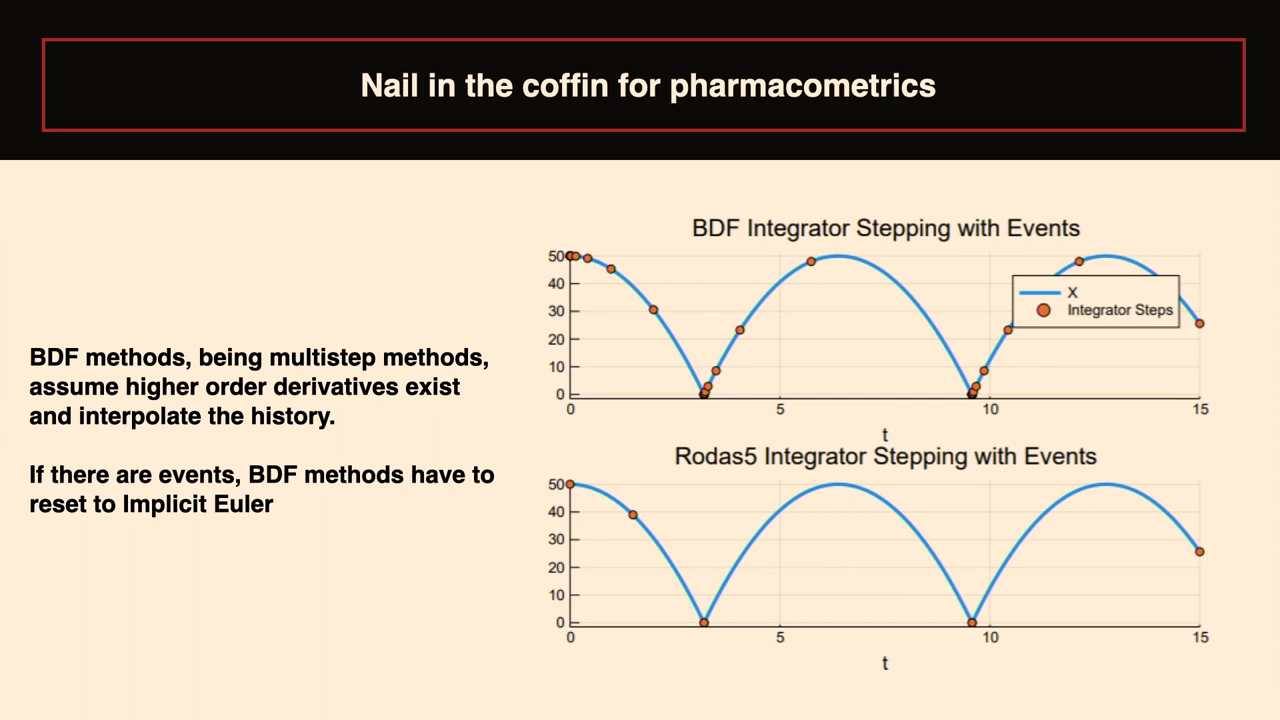 Nail in the coffin for pharmacometrics
BDF methods, being multistep methods,
assume higher order derivatives exist
and interpolate the history.
If there are events, BDF methods have to
reset to Implicit Euler
BDF Integrator Stepping with Events
50
40
30
20
10
0
0 5 10 15
t
X
Integrator Steps
Rodas5 Integrator Stepping with Events
50
40
30
20
10
0
0 5 10 15
t